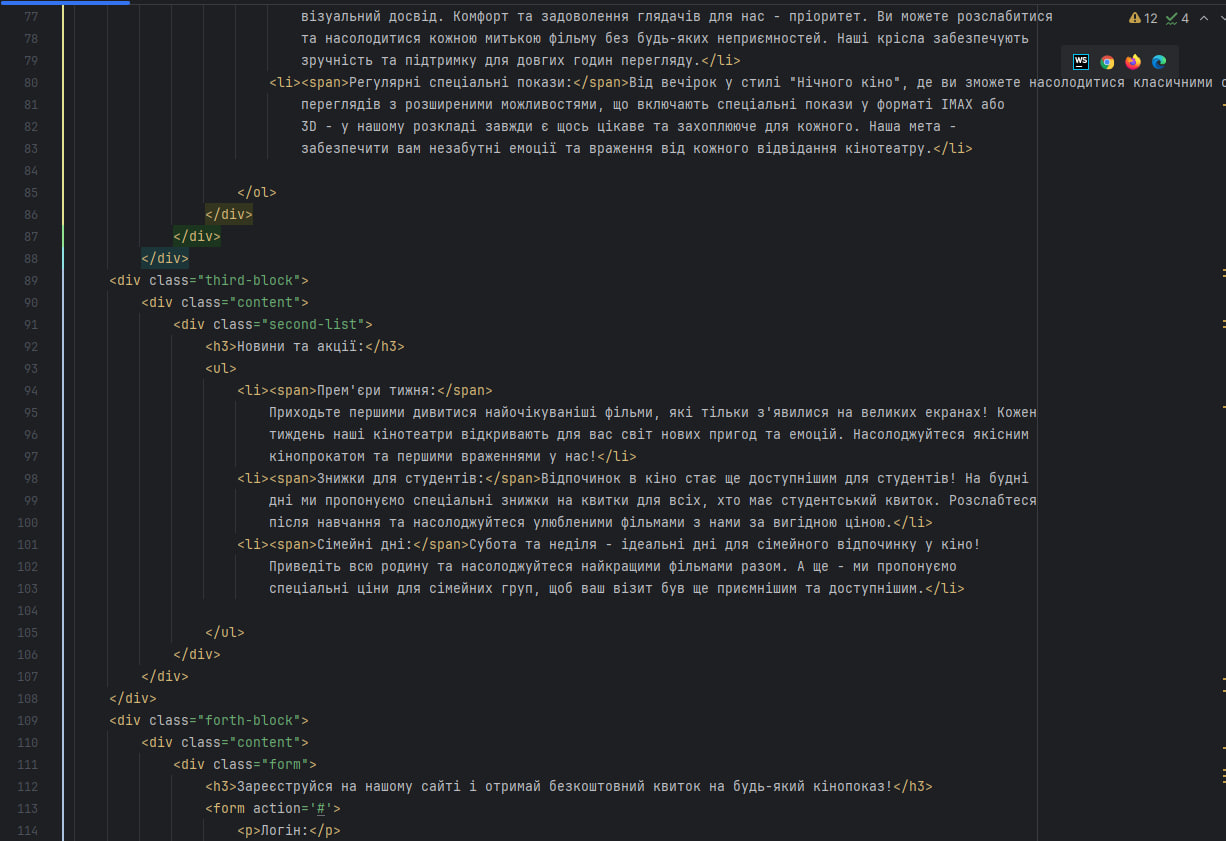 12 4
77 візуальний досвід. Комфорт та задоволення глядачів для нас - пріоритет. Ви можете розслабитися
78 та насолодитися кожною митькою фільму без будь-яких неприємностей. Наші крісла забезпечують
WS
79 зручність та підтримку для довгих годин перегляду.</li>
80 <li><span>Регулярні спеціальні покази:</span>Від вечірок у стилі "Нічного кіно", де ви зможете насолодитися класичними
81 переглядів з розширеними можливостями, що включають спеціальні покази у форматі IMAX або
82 3D - у нашому розкладі завжди є щось цікаве та захоплююче для кожного. Наша мета -
83 забезпечити вам незабутні емоції та враження від кожного відвідання кінотеатру.</li>
84
85 </ol>
86 </div>
87 </div>
88 </div>
89 <div class="third-block">
90 <div class="content">
91 <div class="second-list">
92 <h3>Новини та акції:</h3>
93 <ul>
94 <li><span>Прем'єри тижня:</span>
95 Приходьте першими дивитися найочікуваніші фільми, які тільки з'явилися на великих екранах! Кожен
96 тиждень наші кінотеатри відкривають для вас світ нових пригод та емоцій. Насолоджуйтеся якісним
97 кінопрокатом та першими враженнями у нас!</li>
98 <li><span>Знижки для студентів:</span>Відпочинок в кіно стає ще доступнішим для студентів! На будні
99 дні ми пропонуємо спеціальні знижки на квитки для всіх, хто має студентський квиток. Розслабтеся
100 після навчання та насолоджуйтеся улюбленими фільмами з нами за вигідною ціною.</li>
101 <li><span>Сімейні дні:</span>Субота та неділя - ідеальні дні для сімейного відпочинку у кіно!
102 Приведіть всю родину та насолоджуйтеся найкращими фільмами разом. А ще - ми пропонуємо
103 спеціальні ціни для сімейних груп, щоб ваш візит був ще приємнішим та доступнішим.</li>
104
105 </ul>
106 </div>
107 </div>
108 </div>
109 <div class="forth-block">
110 <div class="content">
111 <div class="form">
112 <h3>Зареєструйся на нашому сайті і отримай безкоштовний квиток на будь-який кінопоказ!</h3>
113 <form action='#'>
114 <p>Логін:</p>